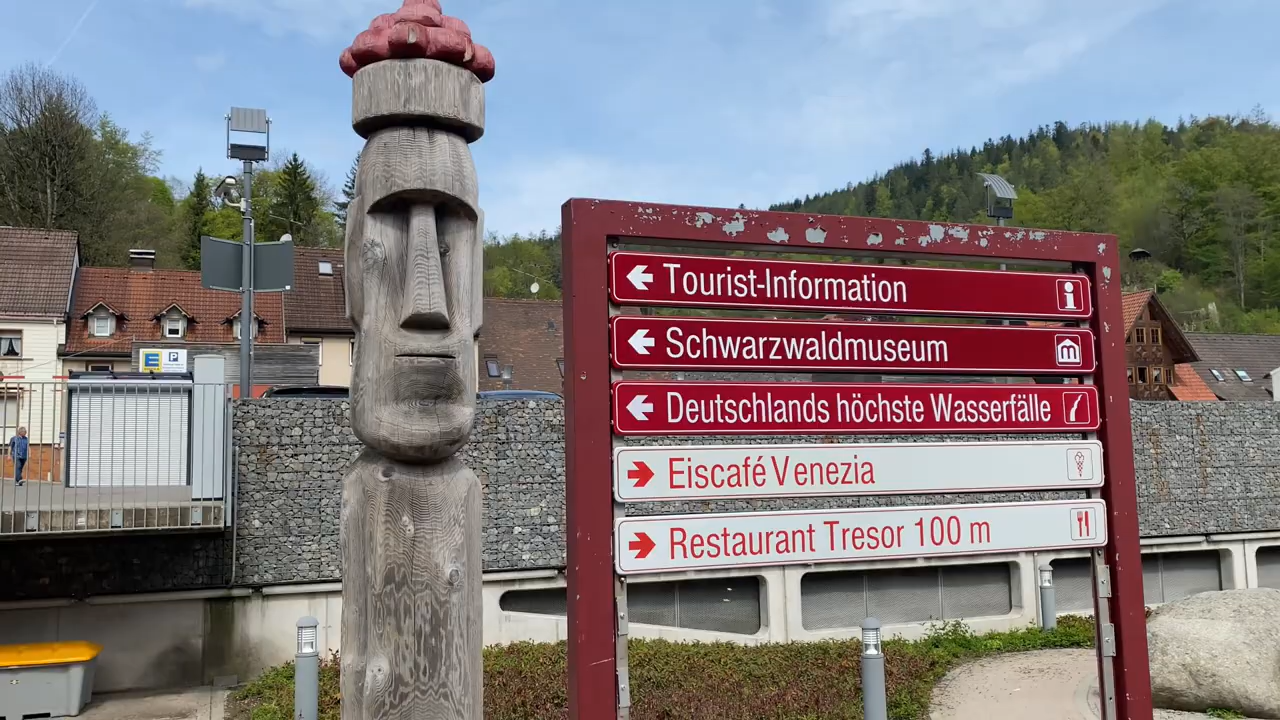 Tourist-Information
Schwarzwaldmuseum
Deutschlands höchste Wasserfälle
Eiscafé Venezia
Restaurant Tresor 100 m
E P